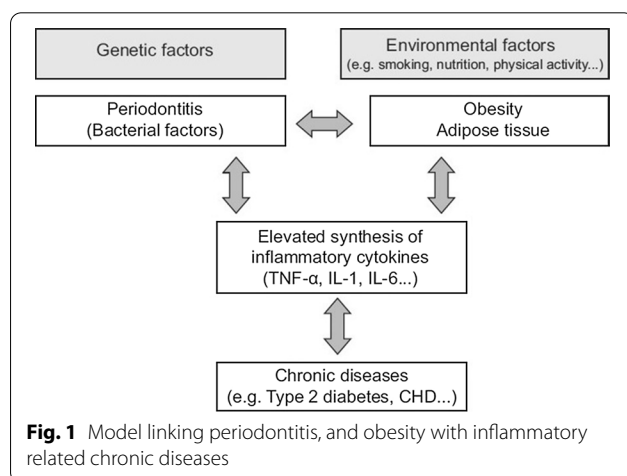 Genetic factors
Environmental factors
(e.g. smoking, nutrition, physical activity...)
Periodontitis
(Bacterial factors)
Obesity
Adipose tissue
Elevated synthesis of
inflammatory cytokines
(TNF-α, IL-1, IL-6...)
Chronic diseases
(e.g. Type 2 diabetes, CHD...)
Fig. 1 Model linking periodontitis, and obesity with inflammatory
related chronic diseases